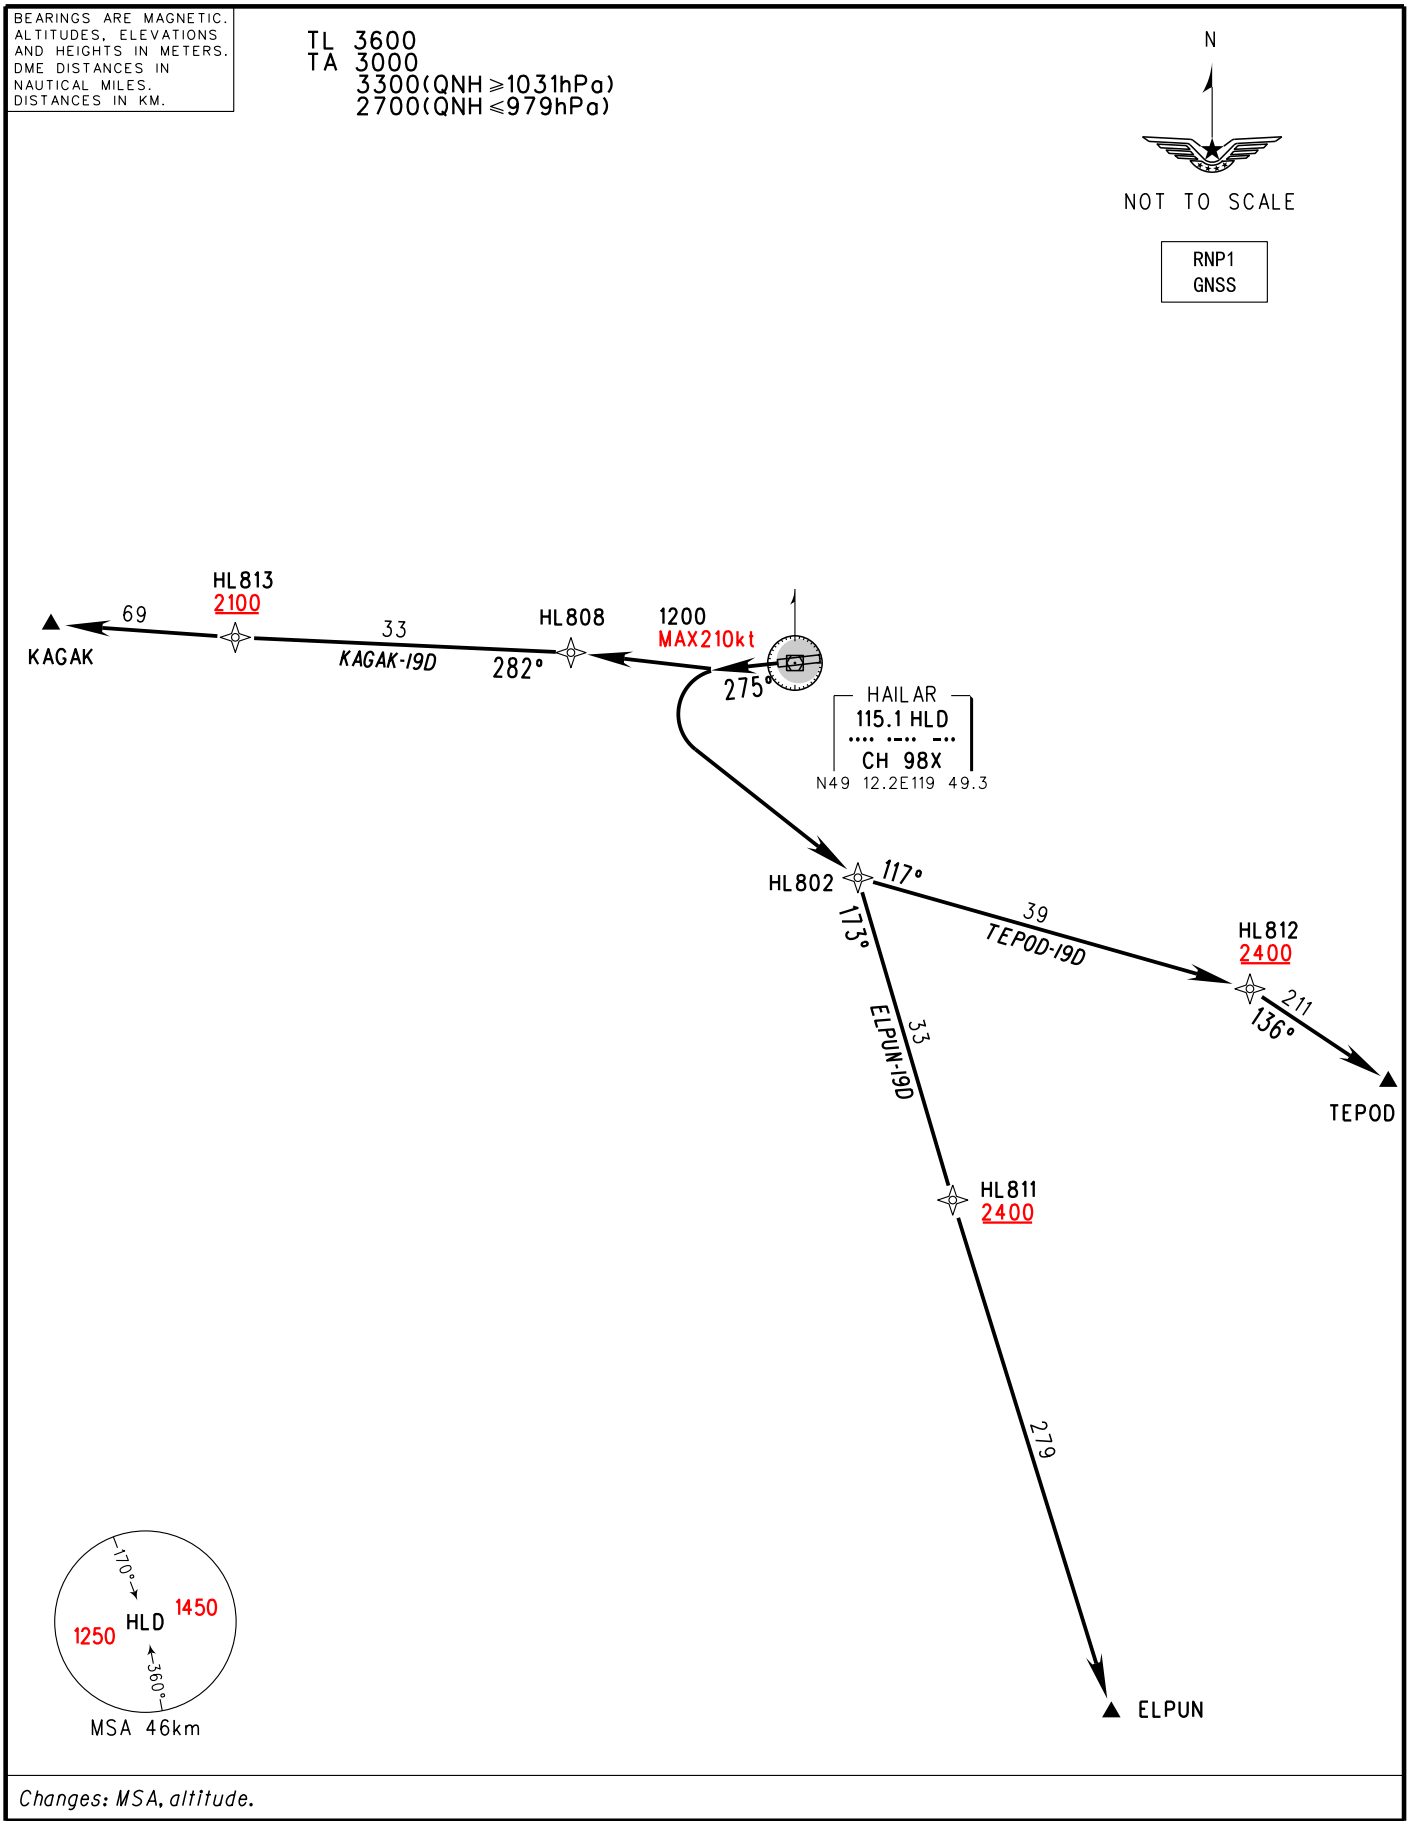 BEARINGS ARE MAGNETIC.
ALTITUDES, ELEVATIONS
AND HEIGHTS IN METERS.
DME DISTANCES IN
NAUTICAL MILES.
DISTANCES IN KM.
TL 3600
TA 3000
3300(QNH≥1031hPa)
2700(QNH≤979hPa)
N
NOT TO SCALE
RNP1
GNSS
HL813
2100
69
KAGAK
33
KAGAK-19D
282°
HL808
1200
MAX210kt
275°
HAILAR
115.1 HLD
CH 98X
N49 12.2E119 49.3
HL802
117°
173°
39
TEPOD-19D
HL812
2400
211
136°
TEPOD
33
ELPUN-19D
HL811
2400
279
ELPUN
170°
HLD
1450
1250
360°
MSA 46km
Changes: MSA, altitude.